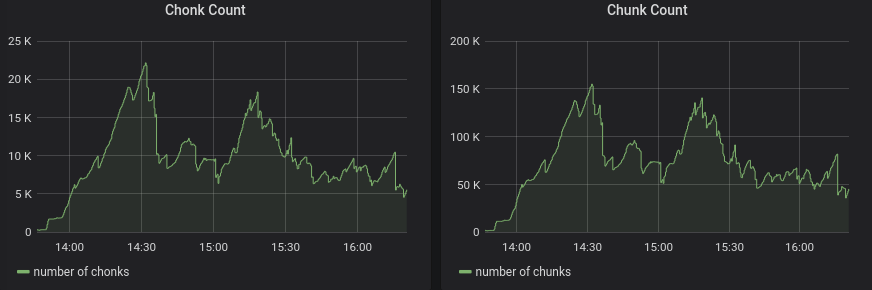 Chonk Count
25 K
20 K
15 K
10 K
5 K
0
14:00 14:30 15:00 15:30 16:00
number of chonks
Chunk Count
200 K
150 K
100 K
50 K
0
14:00 14:30 15:00 15:30 16:00
number of chunks